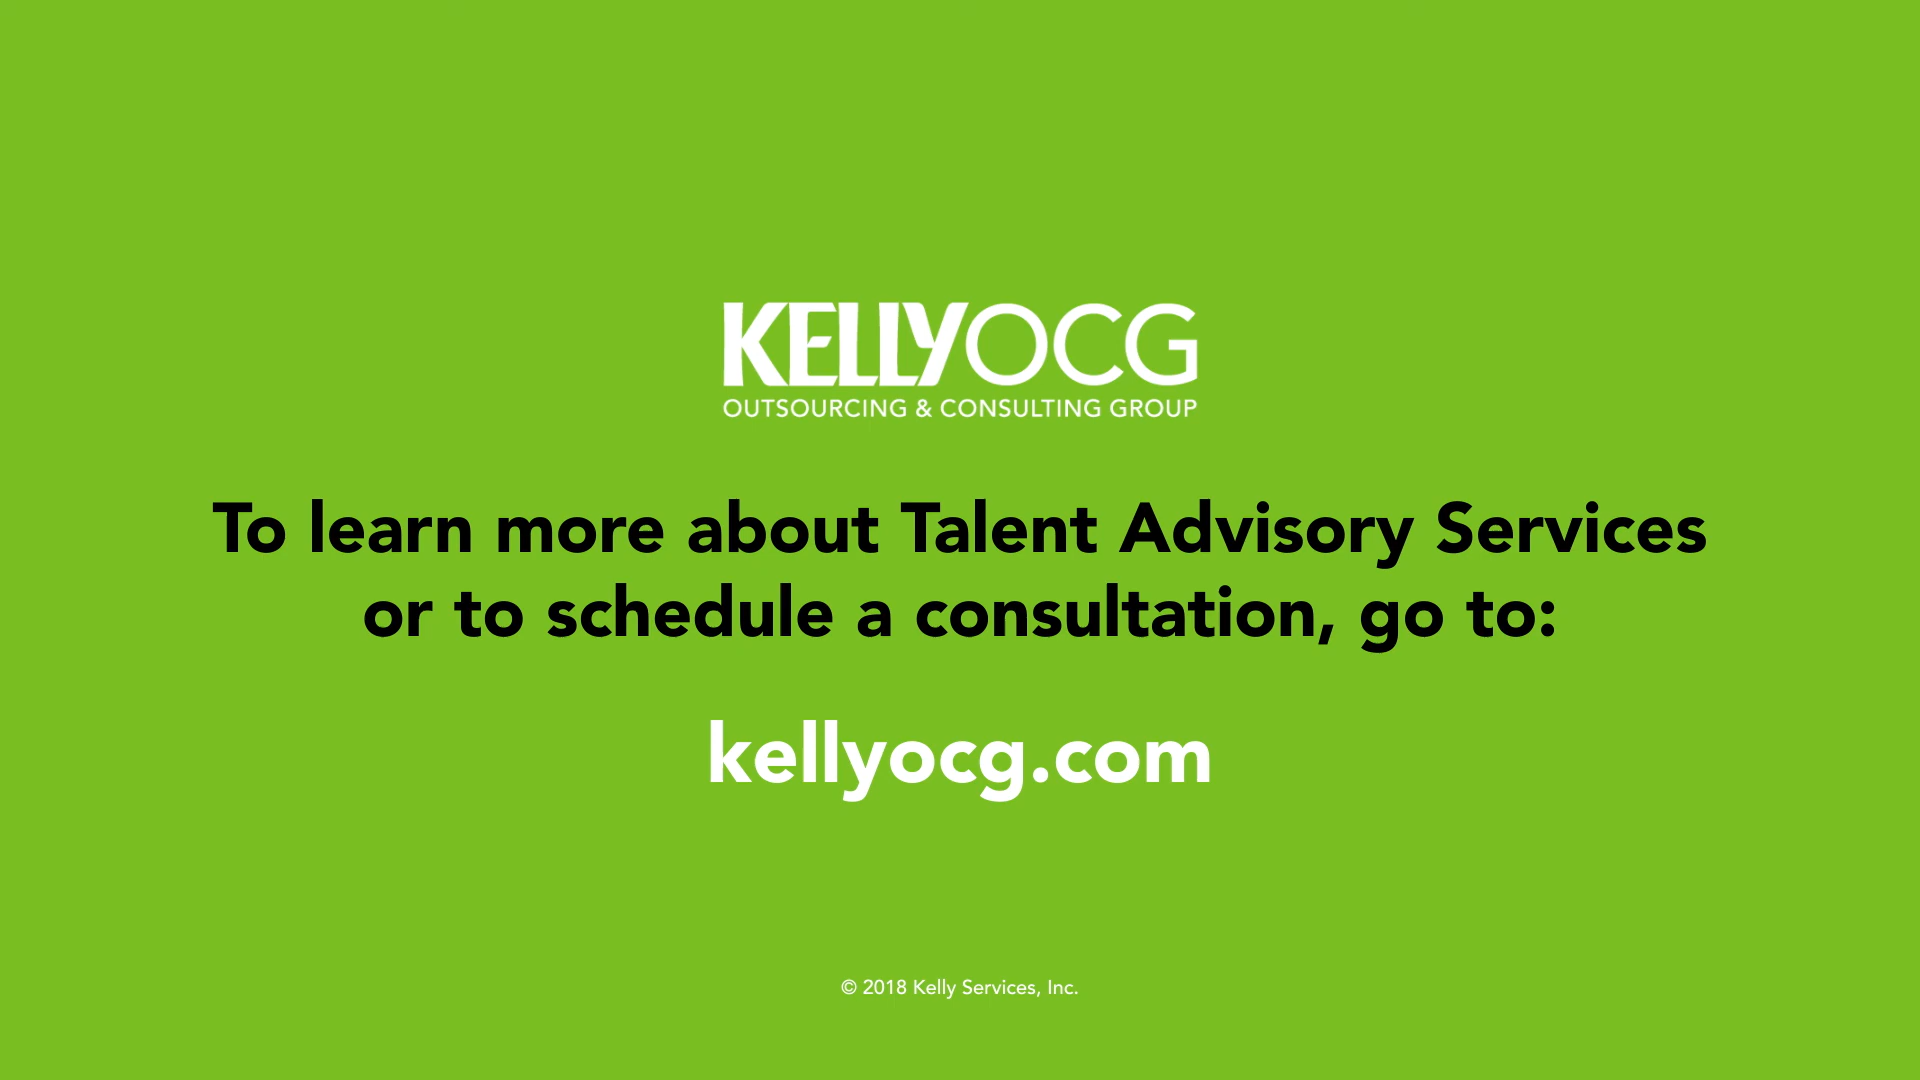 KELLYOCG
OUTSOURCING & CONSULTING GROUP
To learn more about Talent Advisory Services
or to schedule a consultation, go to:
kellyocg.com
© 2018 Kelly Services, Inc.